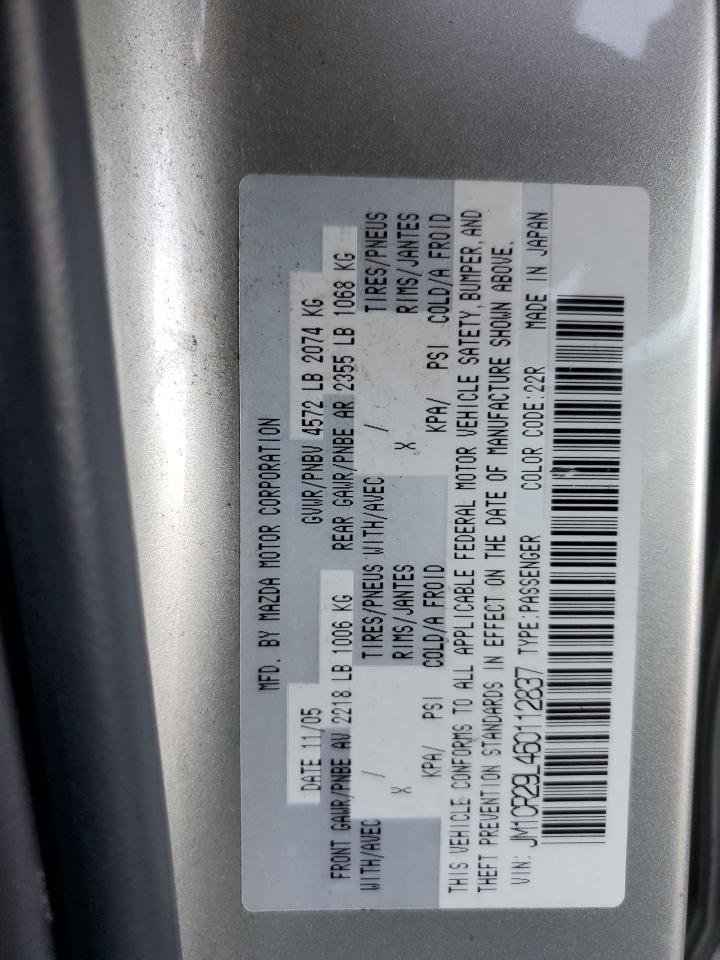 MFD. BY MAZDA MOTOR CORPORATION
DATE 11/05 GVWR/PNBV 4572 LB 2074 KG
FRONT GAWR/PNBE AV 2218 LB 1006 KG REAR GAWR/PNBE AR 2355 LB 1068 KG
WITH/AVEC / TIRES/PNEUS WITH/AVEC / TIRES/PNEUS
X RIMS/JANTES X RIMS/JANTES
KPA/ PSI COLD/A FROID KPA/ PSI COLD/A FROID
THIS VEHICLE CONFORMS TO ALL APPLICABLE FEDERAL MOTOR VEHICLE SATETY, BUMPER, AND
THEFT PREVENTION STANDARDS IN EFFECT ON THE DATE OF MANUFACTURE SHOWN ABOVE.
VIN: JM1CR29L460112837 TYPE:PASSENGER COLOR CODE:22R MADE IN JAPAN